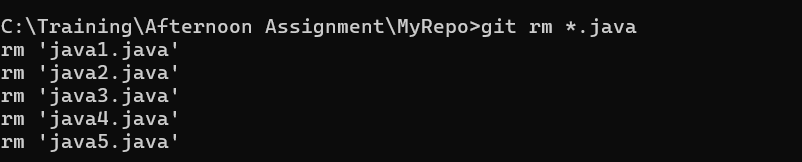 C:\Training\Afternoon Assignment\MyRepo>git rm *.java
rm 'java1.java'
rm 'java2.java'
rm 'java3.java'
rm 'java4.java'
rm 'java5.java'